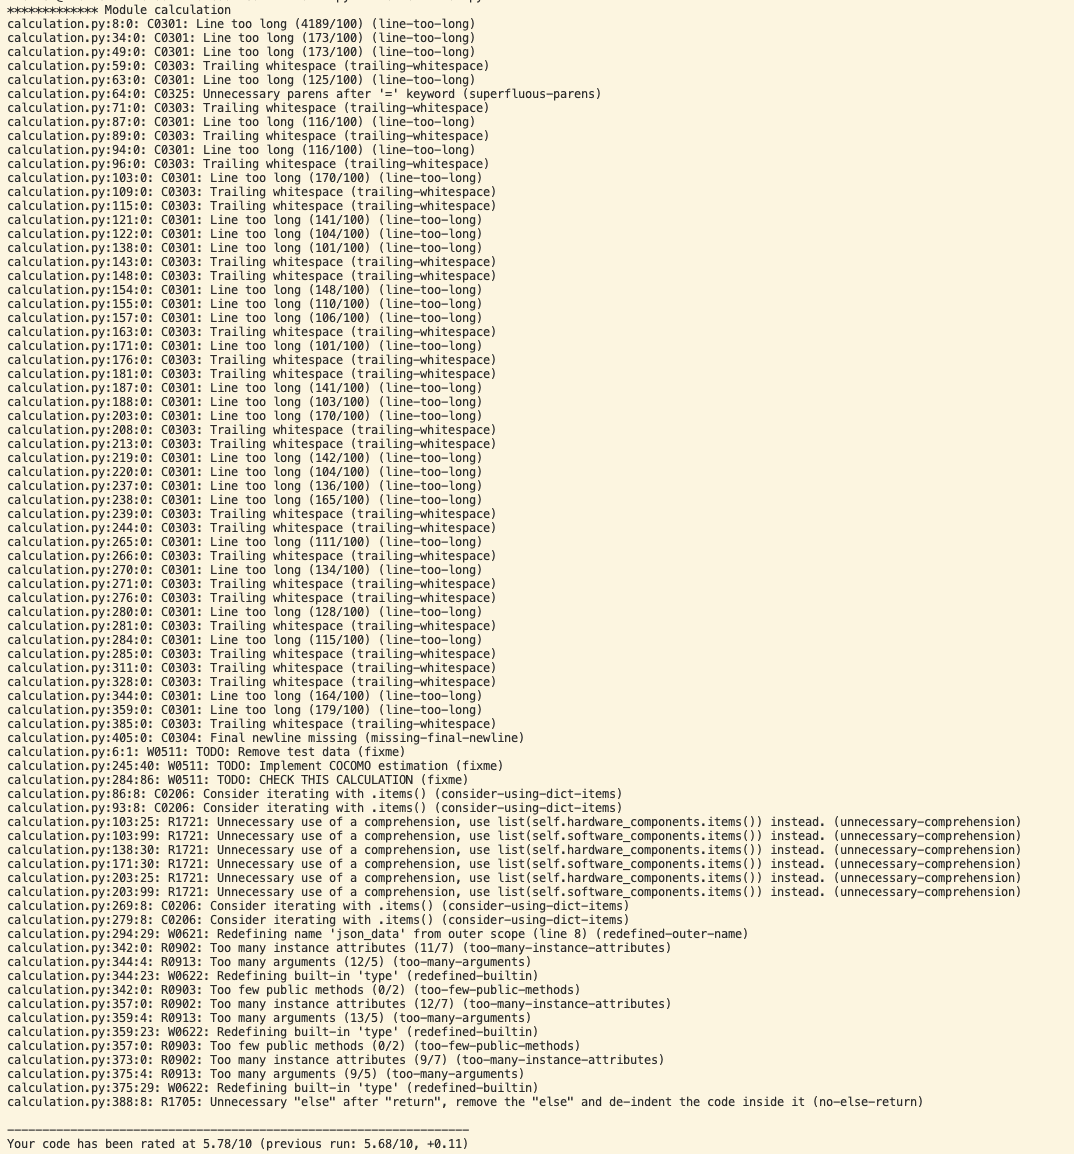 ************* Module calculation
calculation.py:8:0: C0301: Line too long (4189/100) (line-too-long)
calculation.py:34:0: C0301: Line too long (173/100) (line-too-long)
calculation.py:49:0: C0301: Line too long (173/100) (line-too-long)
calculation.py:59:0: C0303: Trailing whitespace (trailing-whitespace)
calculation.py:63:0: C0301: Line too long (125/100) (line-too-long)
calculation.py:64:0: C0325: Unnecessary parens after '=' keyword (superfluous-parens)
calculation.py:71:0: C0303: Trailing whitespace (trailing-whitespace)
calculation.py:87:0: C0301: Line too long (116/100) (line-too-long)
calculation.py:89:0: C0303: Trailing whitespace (trailing-whitespace)
calculation.py:94:0: C0301: Line too long (116/100) (line-too-long)
calculation.py:96:0: C0303: Trailing whitespace (trailing-whitespace)
calculation.py:103:0: C0301: Line too long (170/100) (line-too-long)
calculation.py:109:0: C0303: Trailing whitespace (trailing-whitespace)
calculation.py:115:0: C0303: Trailing whitespace (trailing-whitespace)
calculation.py:121:0: C0301: Line too long (141/100) (line-too-long)
calculation.py:122:0: C0301: Line too long (104/100) (line-too-long)
calculation.py:138:0: C0301: Line too long (101/100) (line-too-long)
calculation.py:143:0: C0303: Trailing whitespace (trailing-whitespace)
calculation.py:148:0: C0303: Trailing whitespace (trailing-whitespace)
calculation.py:154:0: C0301: Line too long (148/100) (line-too-long)
calculation.py:155:0: C0301: Line too long (110/100) (line-too-long)
calculation.py:157:0: C0301: Line too long (106/100) (line-too-long)
calculation.py:163:0: C0303: Trailing whitespace (trailing-whitespace)
calculation.py:171:0: C0301: Line too long (101/100) (line-too-long)
calculation.py:176:0: C0303: Trailing whitespace (trailing-whitespace)
calculation.py:181:0: C0303: Trailing whitespace (trailing-whitespace)
calculation.py:187:0: C0301: Line too long (141/100) (line-too-long)
calculation.py:188:0: C0301: Line too long (103/100) (line-too-long)
calculation.py:203:0: C0301: Line too long (170/100) (line-too-long)
calculation.py:208:0: C0303: Trailing whitespace (trailing-whitespace)
calculation.py:213:0: C0303: Trailing whitespace (trailing-whitespace)
calculation.py:219:0: C0301: Line too long (142/100) (line-too-long)
calculation.py:220:0: C0301: Line too long (104/100) (line-too-long)
calculation.py:237:0: C0301: Line too long (136/100) (line-too-long)
calculation.py:238:0: C0301: Line too long (165/100) (line-too-long)
calculation.py:239:0: C0303: Trailing whitespace (trailing-whitespace)
calculation.py:244:0: C0303: Trailing whitespace (trailing-whitespace)
calculation.py:265:0: C0301: Line too long (111/100) (line-too-long)
calculation.py:266:0: C0303: Trailing whitespace (trailing-whitespace)
calculation.py:270:0: C0301: Line too long (134/100) (line-too-long)
calculation.py:271:0: C0303: Trailing whitespace (trailing-whitespace)
calculation.py:276:0: C0303: Trailing whitespace (trailing-whitespace)
calculation.py:280:0: C0301: Line too long (128/100) (line-too-long)
calculation.py:281:0: C0303: Trailing whitespace (trailing-whitespace)
calculation.py:284:0: C0301: Line too long (115/100) (line-too-long)
calculation.py:285:0: C0303: Trailing whitespace (trailing-whitespace)
calculation.py:311:0: C0303: Trailing whitespace (trailing-whitespace)
calculation.py:328:0: C0303: Trailing whitespace (trailing-whitespace)
calculation.py:344:0: C0301: Line too long (164/100) (line-too-long)
calculation.py:359:0: C0301: Line too long (179/100) (line-too-long)
calculation.py:385:0: C0303: Trailing whitespace (trailing-whitespace)
calculation.py:405:0: C0304: Final newline missing (missing-final-newline)
calculation.py:6:1: W0511: TODO: Remove test data (fixme)
calculation.py:245:40: W0511: TODO: Implement COCOMO estimation (fixme)
calculation.py:284:86: W0511: TODO: CHECK THIS CALCULATION (fixme)
calculation.py:86:8: C0206: Consider iterating with .items() (consider-using-dict-items)
calculation.py:93:8: C0206: Consider iterating with .items() (consider-using-dict-items)
calculation.py:103:25: R1721: Unnecessary use of a comprehension, use list(self.hardware_components.items()) instead. (unnecessary-comprehension)
calculation.py:103:99: R1721: Unnecessary use of a comprehension, use list(self.software_components.items()) instead. (unnecessary-comprehension)
calculation.py:138:30: R1721: Unnecessary use of a comprehension, use list(self.hardware_components.items()) instead. (unnecessary-comprehension)
calculation.py:171:30: R1721: Unnecessary use of a comprehension, use list(self.software_components.items()) instead. (unnecessary-comprehension)
calculation.py:203:25: R1721: Unnecessary use of a comprehension, use list(self.hardware_components.items()) instead. (unnecessary-comprehension)
calculation.py:203:99: R1721: Unnecessary use of a comprehension, use list(self.software_components.items()) instead. (unnecessary-comprehension)
calculation.py:269:8: C0206: Consider iterating with .items() (consider-using-dict-items)
calculation.py:279:8: C0206: Consider iterating with .items() (consider-using-dict-items)
calculation.py:294:29: W0621: Redefining name 'json_data' from outer scope (line 8) (redefined-outer-name)
calculation.py:342:0: R0902: Too many instance attributes (11/7) (too-many-instance-attributes)
calculation.py:344:4: R0913: Too many arguments (12/5) (too-many-arguments)
calculation.py:344:23: W0622: Redefining built-in 'type' (redefined-builtin)
calculation.py:342:0: R0903: Too few public methods (0/2) (too-few-public-methods)
calculation.py:357:0: R0902: Too many instance attributes (12/7) (too-many-instance-attributes)
calculation.py:359:4: R0913: Too many arguments (13/5) (too-many-arguments)
calculation.py:359:23: W0622: Redefining built-in 'type' (redefined-builtin)
calculation.py:357:0: R0903: Too few public methods (0/2) (too-few-public-methods)
calculation.py:373:0: R0902: Too many instance attributes (9/7) (too-many-instance-attributes)
calculation.py:375:4: R0913: Too many arguments (9/5) (too-many-arguments)
calculation.py:375:29: W0622: Redefining built-in 'type' (redefined-builtin)
calculation.py:388:8: R1705: Unnecessary "else" after "return", remove the "else" and de-indent the code inside it (no-else-return)
------------------------------------------------------------------
Your code has been rated at 5.78/10 (previous run: 5.68/10, +0.11)